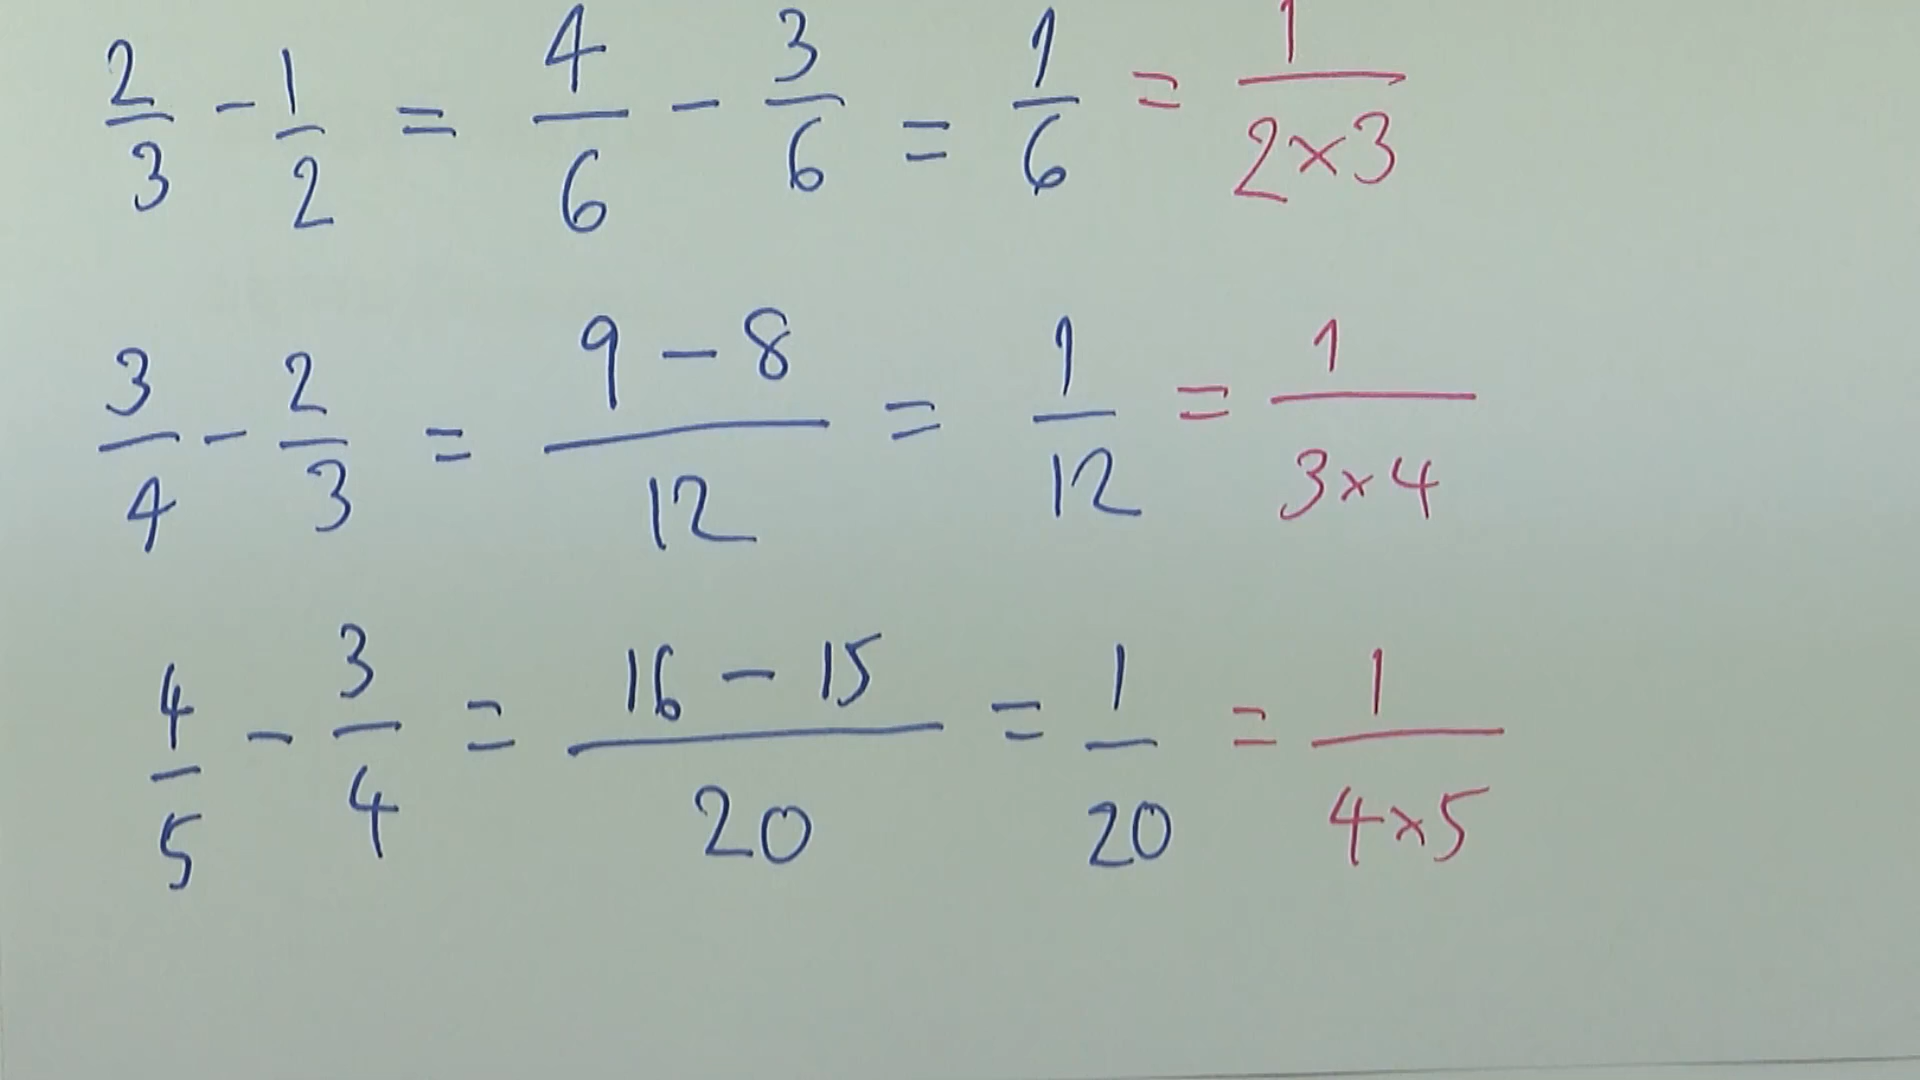 2/3 - 1/2 = 4/6 - 3/6 = 1/6 = 1/(2×3)
3/4 - 2/3 = (9 - 8)/12 = 1/12 = 1/(3×4)
4/5 - 3/4 = (16 - 15)/20 = 1/20 = 1/(4×5)